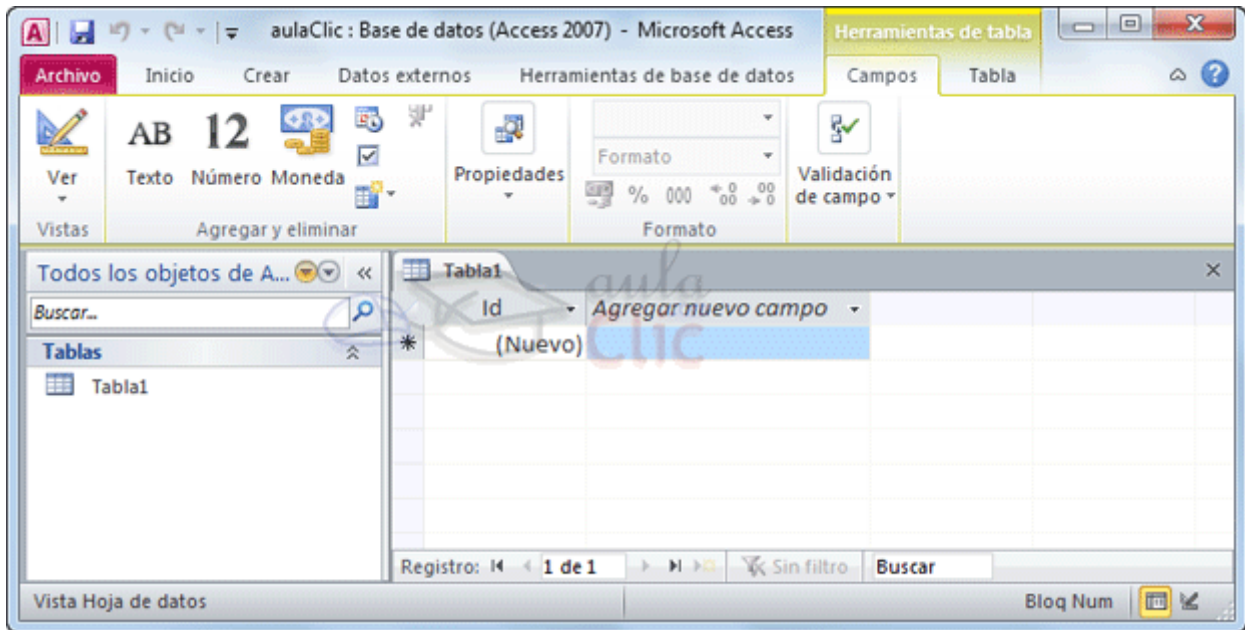 aulaClic : Base de datos (Access 2007) - Microsoft Access
Herramientas de tabla
Archivo Inicio Crear Datos externos Herramientas de base de datos Campos Tabla
AB 12
Ver Texto Número Moneda Propiedades Formato % 000 Validación de campo
Vistas Agregar y eliminar Formato
Todos los objetos de A... «
Buscar...
Tablas
Tabla1
Tabla1
Id Agregar nuevo campo
(Nuevo)
aula
Clic
Registro: 1 de 1 Sin filtro Buscar
Vista Hoja de datos Bloq Num